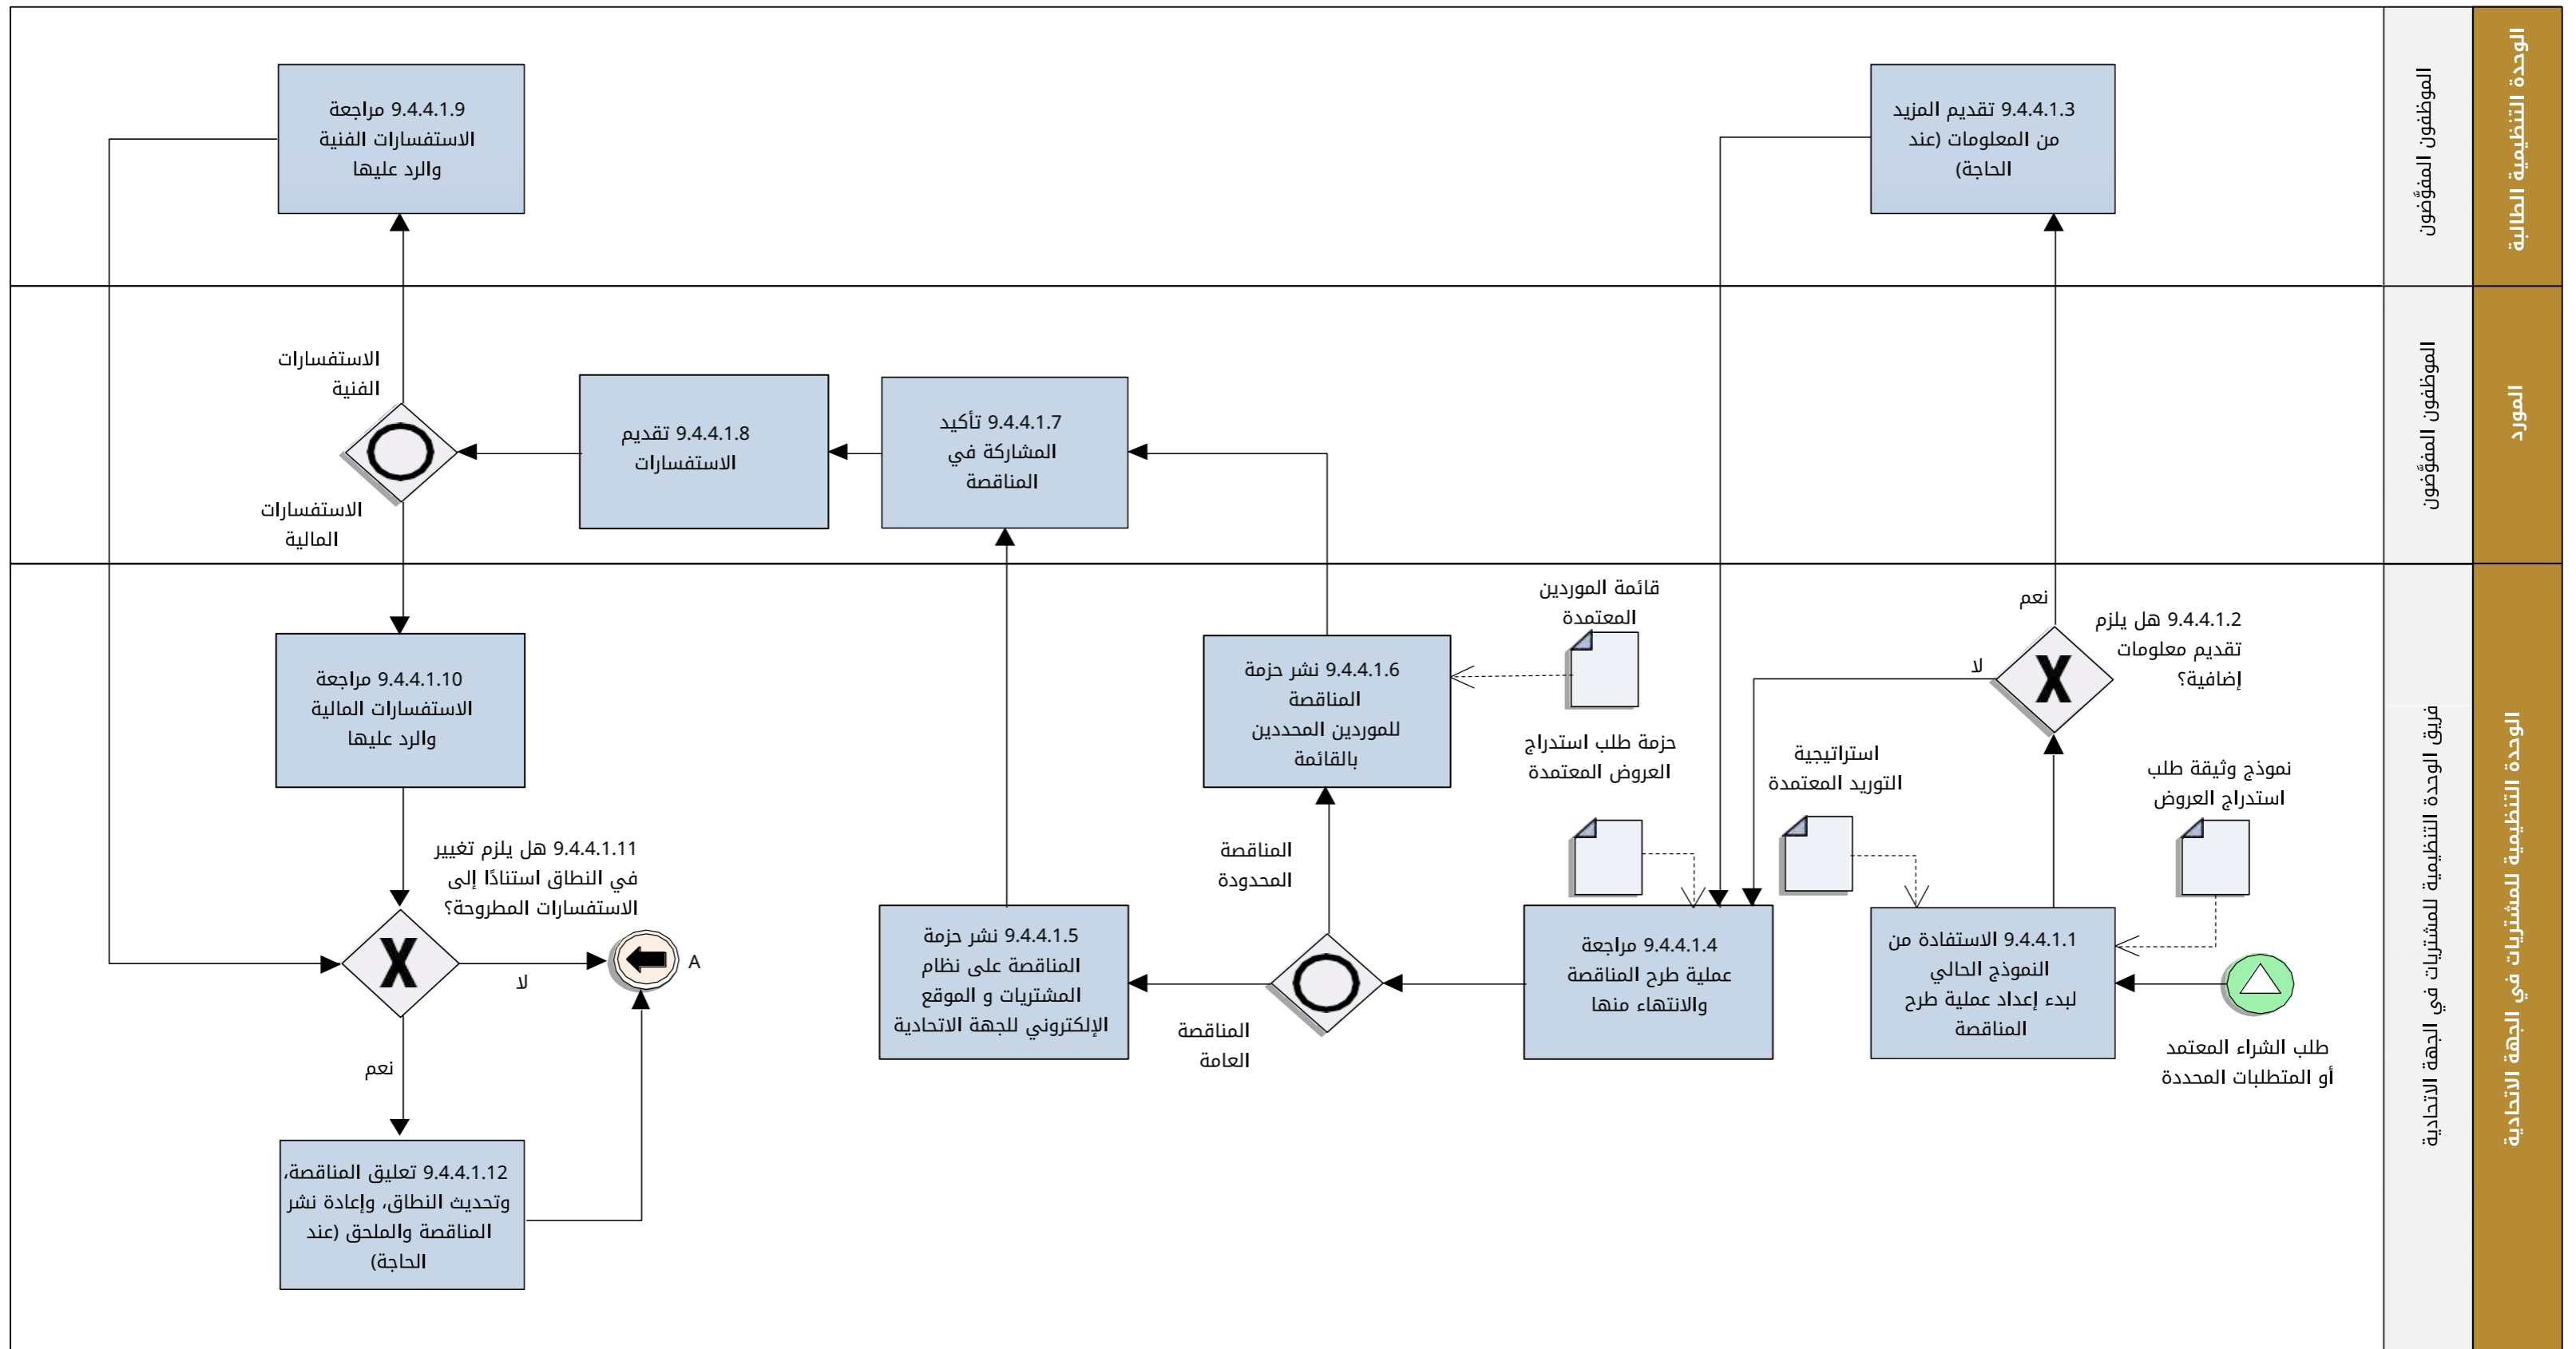 الوحدة التنظيمية الطالبة
الموظفون المفوَّضون
9.4.4.1.3 تقديم المزيد
من المعلومات (عند
الحاجة)
9.4.4.1.9 مراجعة
الاستفسارات الفنية
والرد عليها
المورد
الموظفون المفوَّضون
9.4.4.1.7 تأكيد
المشاركة في
المناقصة
9.4.4.1.8 تقديم
الاستفسارات
الاستفسارات
الفنية
الاستفسارات
المالية
الوحدة التنظيمية للمشتريات في الجهة الاتحادية
فريق الوحدة التنظيمية للمشتريات في الجهة الاتحادية
طلب الشراء المعتمد
أو المتطلبات المحددة
نموذج وثيقة طلب
استدراج العروض
9.4.4.1.1 الاستفادة من
النموذج الحالي
لبدء إعداد عملية طرح
المناقصة
استراتيجية
التوريد المعتمدة
9.4.4.1.2 هل يلزم
تقديم معلومات
إضافية؟
نعم
لا
حزمة طلب استدراج
العروض المعتمدة
9.4.4.1.4 مراجعة
عملية طرح المناقصة
والانتهاء منها
المناقصة
المحدودة
المناقصة
العامة
قائمة الموردين
المعتمدة
9.4.4.1.6 نشر حزمة
المناقصة
للموردين المحددين
بالقائمة
9.4.4.1.5 نشر حزمة
المناقصة على نظام
المشتريات و الموقع
الإلكتروني للجهة الاتحادية
9.4.4.1.10 مراجعة
الاستفسارات المالية
والرد عليها
9.4.4.1.11 هل يلزم تغيير
في النطاق استنادًا إلى
الاستفسارات المطروحة؟
لا
A
نعم
9.4.4.1.12 تعليق المناقصة،
وتحديث النطاق، وإعادة نشر
المناقصة والملحق (عند
الحاجة)